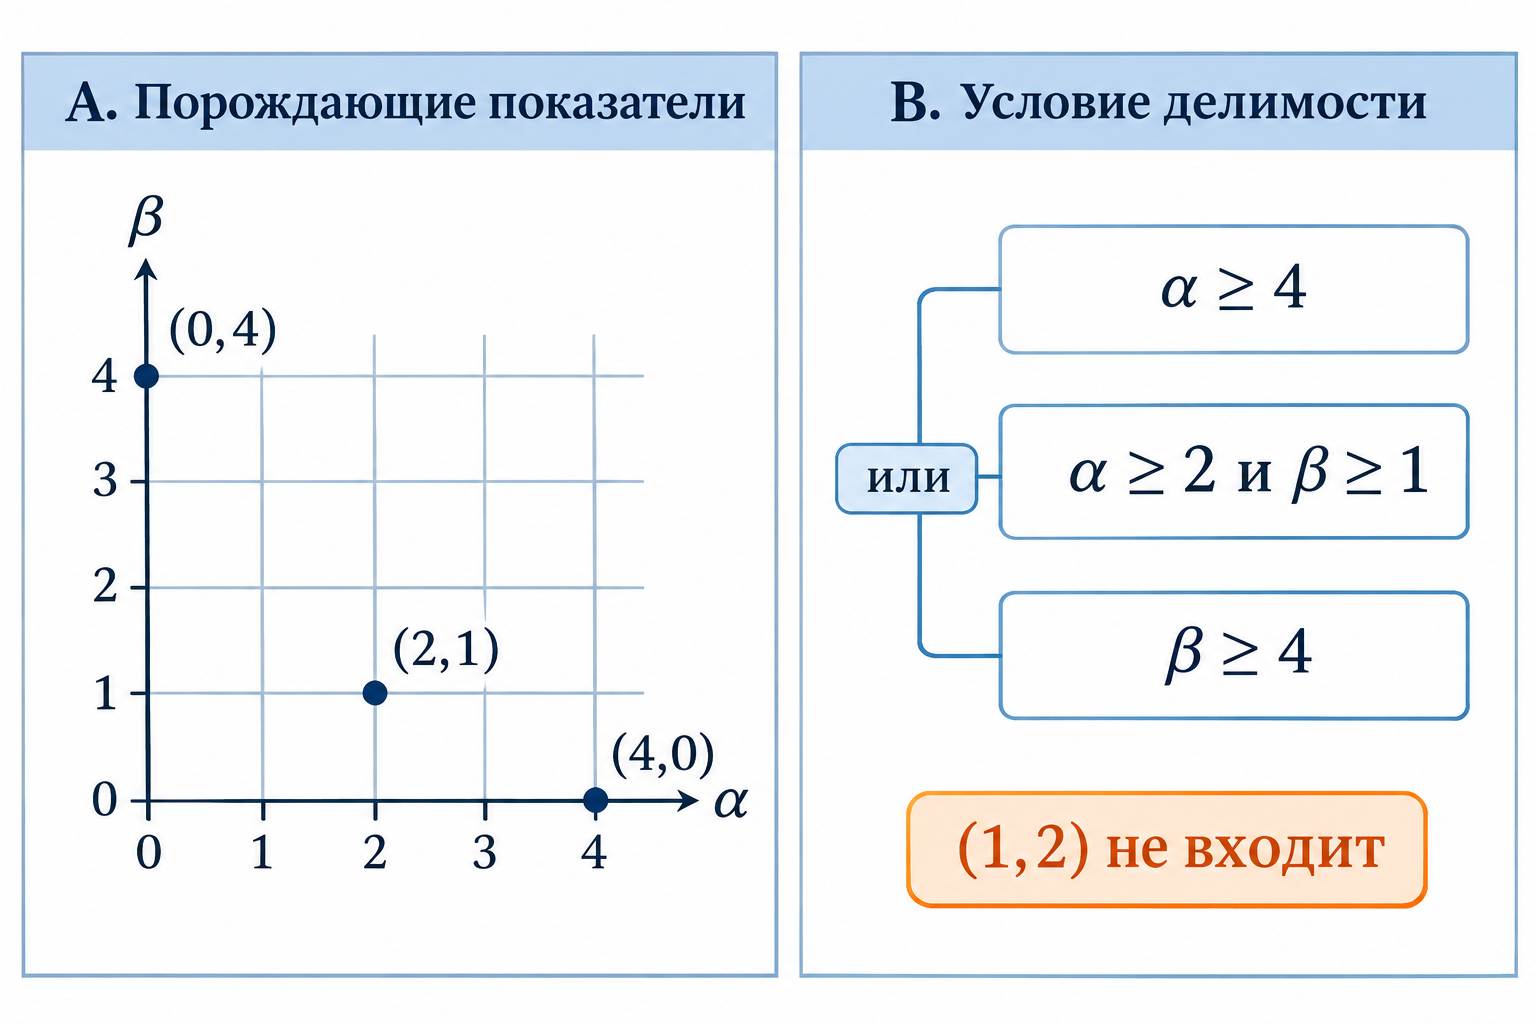 A. Порождающие показатели
β
(0,4)
4
3
2
(2,1)
1
(4,0)
0
α
0 1 2 3 4
B. Условие делимости
α ≥ 4
или
α ≥ 2 и β ≥ 1
β ≥ 4
(1,2) не входит